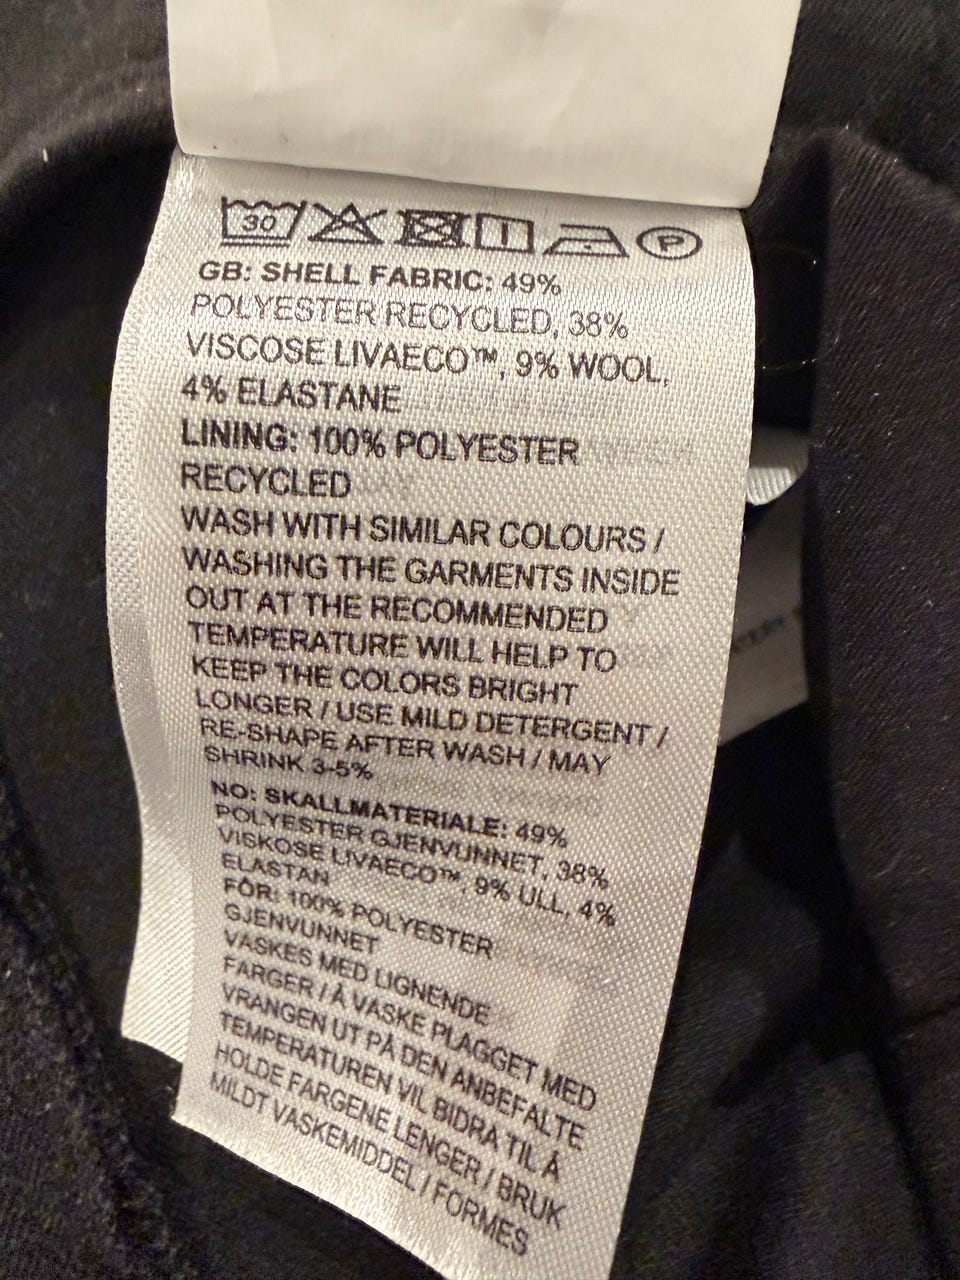 30 P
GB: SHELL FABRIC: 49%
POLYESTER RECYCLED, 38%
VISCOSE LIVAECO™, 9% WOOL,
4% ELASTANE
LINING: 100% POLYESTER
RECYCLED
WASH WITH SIMILAR COLOURS /
WASHING THE GARMENTS INSIDE
OUT AT THE RECOMMENDED
TEMPERATURE WILL HELP TO
KEEP THE COLORS BRIGHT
LONGER / USE MILD DETERGENT /
RE-SHAPE AFTER WASH / MAY
SHRINK 3-5%
NO: SKALLMATERIALE: 49%
POLYESTER GJENVUNNET, 38%
VISKOSE LIVAECO™, 9% ULL, 4%
ELASTAN
FÔR: 100% POLYESTER
GJENVUNNET
VASKES MED LIGNENDE
FARGER / Å VASKE PLAGGET MED
VRANGEN UT PÅ DEN ANBEFALTE
TEMPERATUREN VIL BIDRA TIL Å
HOLDE FARGENE LENGER / BRUK
MILDT VASKEMIDDEL / FORMES